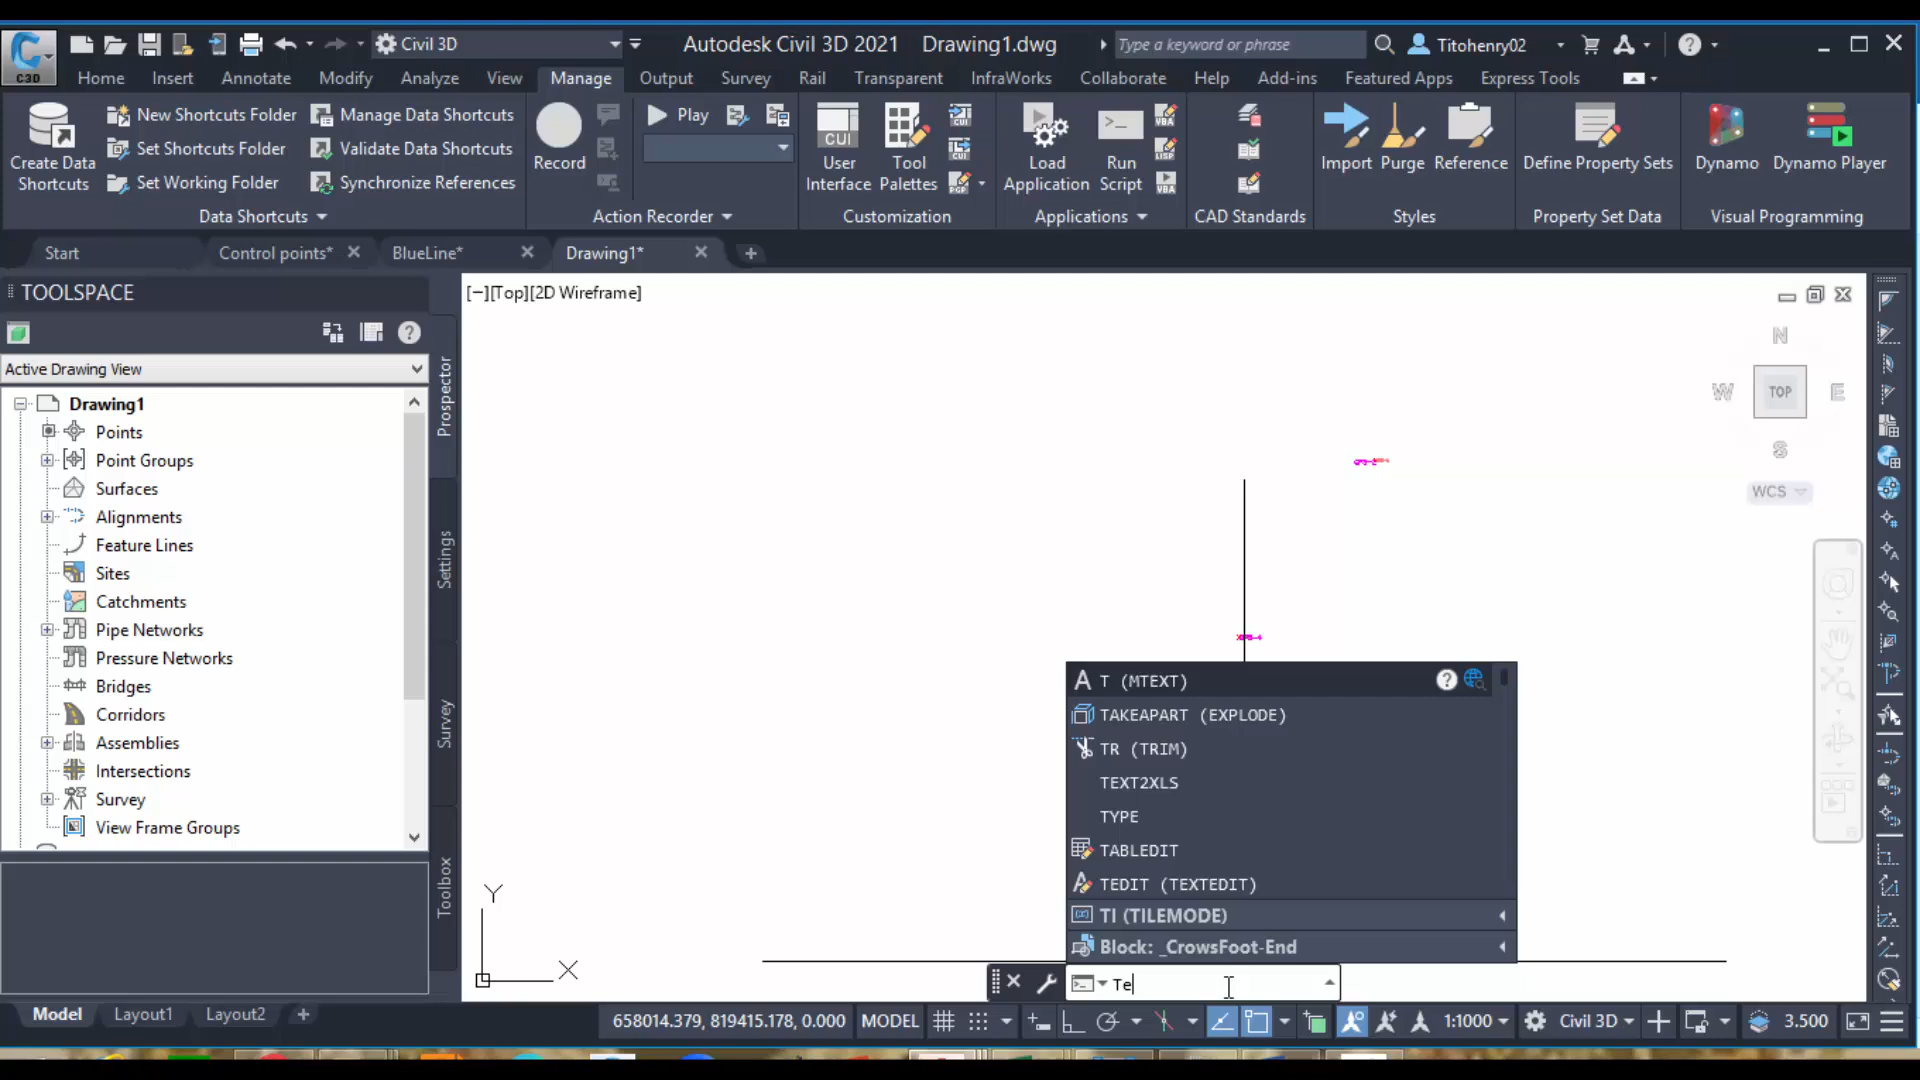 C3D
Civil 3D
Autodesk Civil 3D 2021 Drawing1.dwg
Type a keyword or phrase
Titohenry02
Home Insert Annotate Modify Analyze View Manage Output Survey Rail Transparent InfraWorks Collaborate Help Add-ins Featured Apps Express Tools
Create Data Shortcuts
New Shortcuts Folder
Set Shortcuts Folder
Set Working Folder
Manage Data Shortcuts
Validate Data Shortcuts
Synchronize References
Record
Play
CUI
User Interface
Tool Palettes
CUI
CUI
PGP
Load Application
Run Script
VBA
LISP
VBA
Import
Purge
Reference
Define Property Sets
Dynamo
Dynamo Player
Data Shortcuts
Action Recorder
Customization
Applications
CAD Standards
Styles
Property Set Data
Visual Programming
Start
Control points*
BlueLine*
Drawing1*
TOOLSPACE
Active Drawing View
Drawing1
Points
Point Groups
Surfaces
Alignments
Feature Lines
Sites
Catchments
Pipe Networks
Pressure Networks
Bridges
Corridors
Assemblies
Intersections
Survey
View Frame Groups
Prospector
Settings
Survey
Toolbox
[−][Top][2D Wireframe]
N
W TOP E
S
WCS
T (MTEXT)
TAKEAPART (EXPLODE)
TR (TRIM)
TEXT2XLS
TYPE
TABLEDIT
TEDIT (TEXTEDIT)
TI (TILEMODE)
Block: _CrowsFoot-End
Te
Y
X
Model Layout1 Layout2
658014.379, 819415.178, 0.000 MODEL
1:1000
Civil 3D
3.500